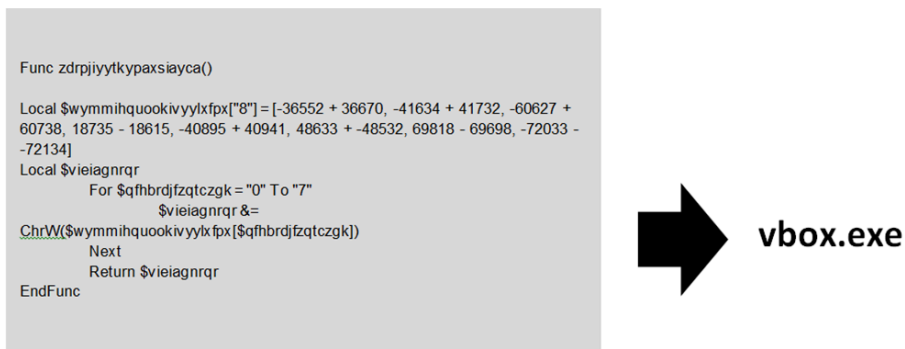 Func zdrpjiyytkypaxsiayca()
Local $wymmihquookivyylxfpx["8"] = [-36552 + 36670, -41634 + 41732, -60627 +
60738, 18735 - 18615, -40895 + 40941, 48633 + -48532, 69818 - 69698, -72033 -
-72134]
Local $vieiagnrqr
For $qfhbrdjfzqtczgk = "0" To "7"
$vieiagnrqr &=
ChrW($wymmihquookivyylxfpx[$qfhbrdjfzqtczgk])
Next
Return $vieiagnrqr
EndFunc
vbox.exe